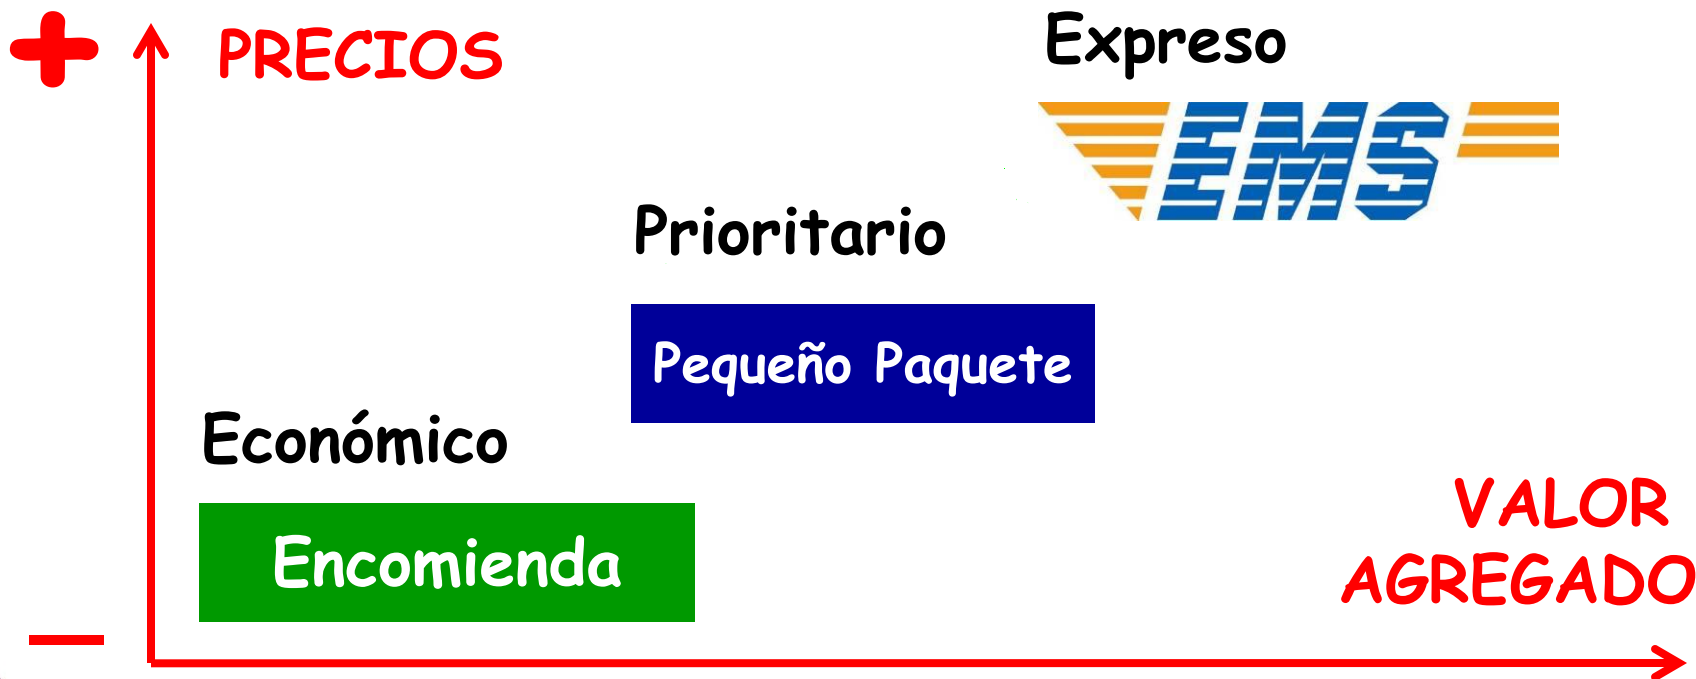 +
PRECIOS
Expreso
EMS
Prioritario
Pequeño Paquete
Económico
Encomienda
VALOR
AGREGADO
—